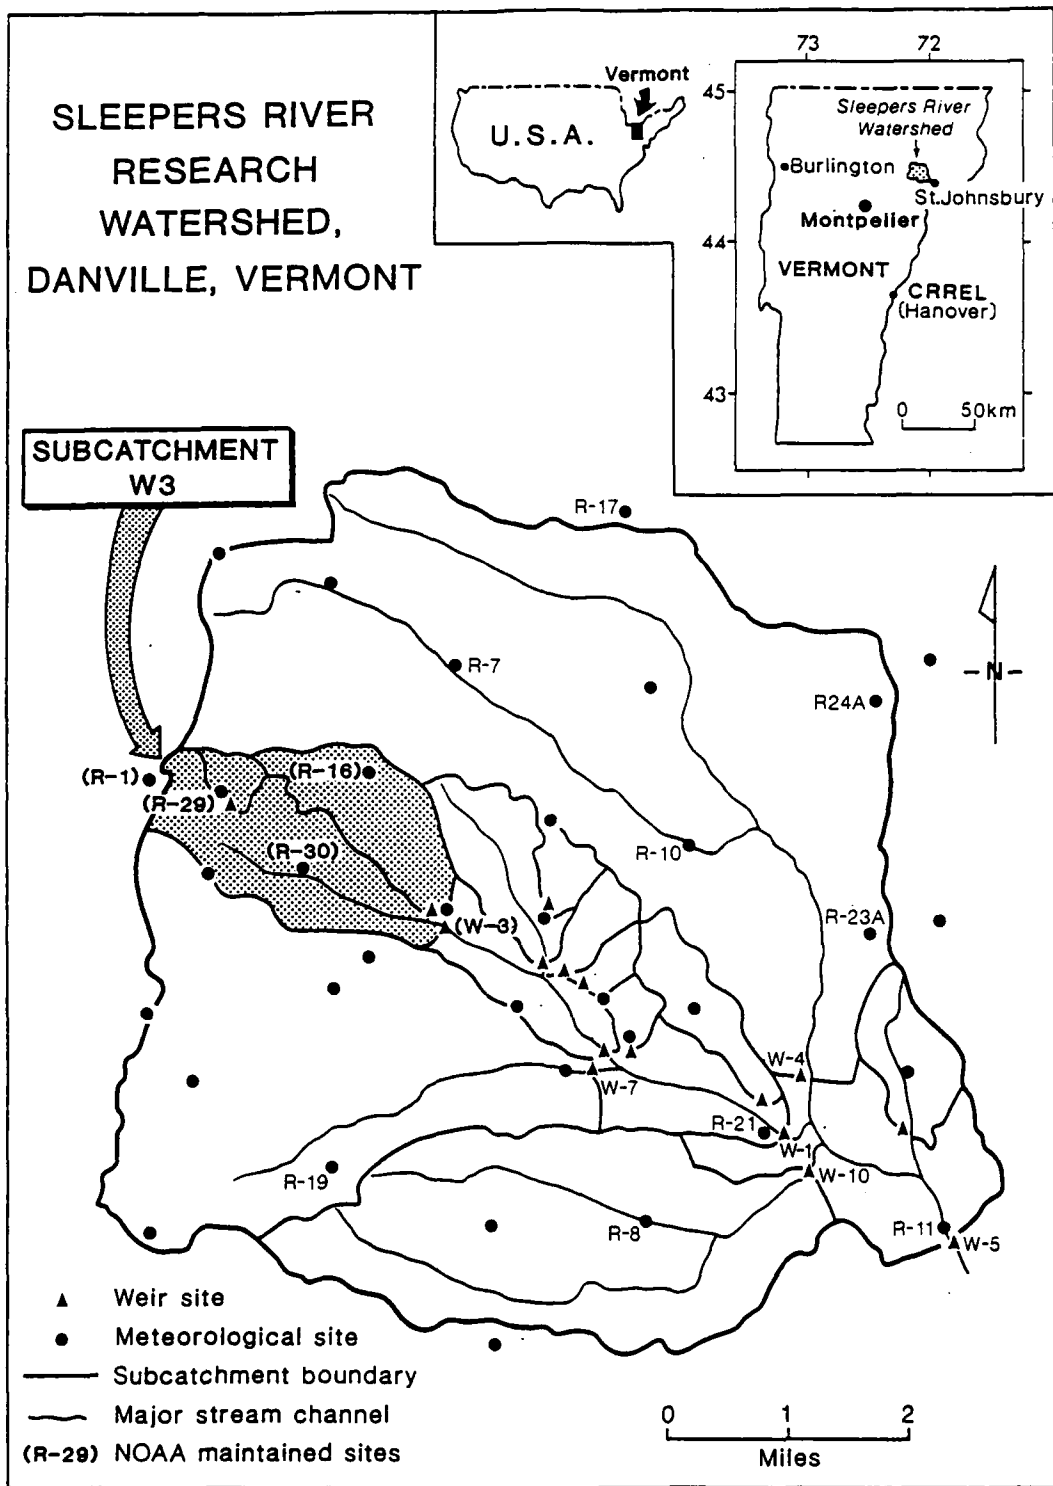 SLEEPERS RIVER
RESEARCH
WATERSHED,
DANVILLE, VERMONT
Vermont
U.S.A.
73
72
45
44
43
Sleepers River
Watershed
Burlington
St.Johnsbury
Montpelier
VERMONT
CRREL
(Hanover)
0
50km
SUBCATCHMENT
W3
R-17
R-7
R24A
-N-
(R-1)
(R-16)
(R-29)
(R-30)
R-10
R-23A
(W-3)
W-4
W-7
R-21
W-1
W-10
R-19
R-8
R-11
W-5
Weir site
Meteorological site
Subcatchment boundary
Major stream channel
(R-29) NOAA maintained sites
0
1
2
Miles